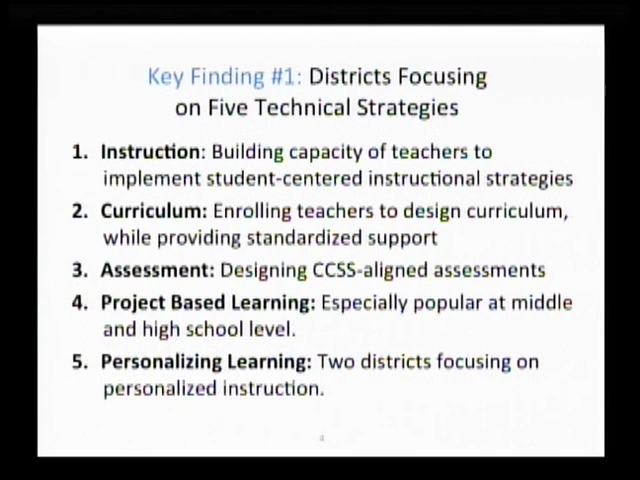 Key Finding #1: Districts Focusing
on Five Technical Strategies
1. Instruction: Building capacity of teachers to
implement student-centered instructional strategies
2. Curriculum: Enrolling teachers to design curriculum,
while providing standardized support
3. Assessment: Designing CCSS-aligned assessments
4. Project Based Learning: Especially popular at middle
and high school level.
5. Personalizing Learning: Two districts focusing on
personalized instruction.